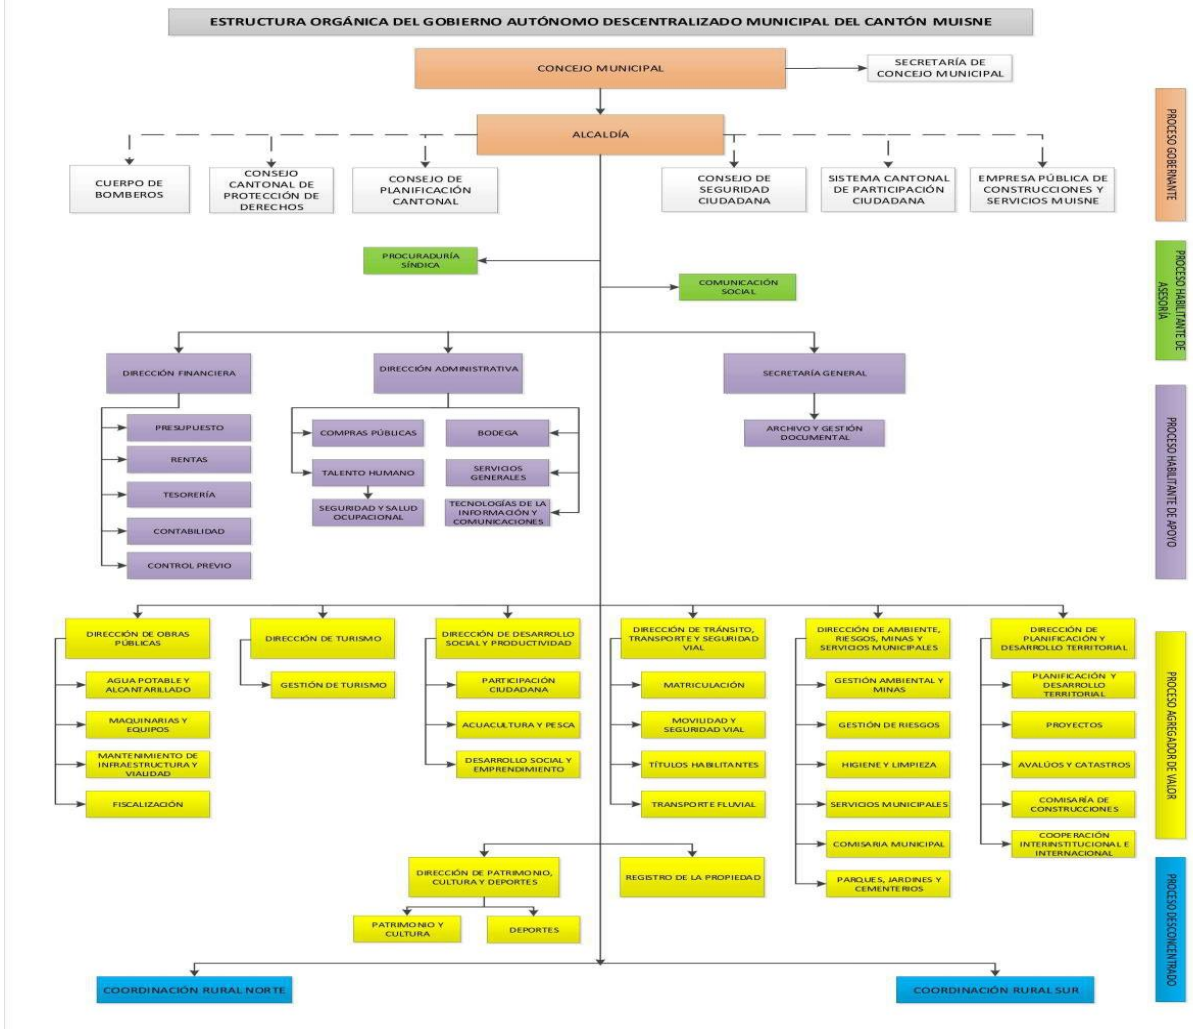 ESTRUCTURA ORGÁNICA DEL GOBIERNO AUTÓNOMO DESCENTRALIZADO MUNICIPAL DEL CANTÓN MUISNE
CONCEJO MUNICIPAL
SECRETARÍA DE
CONCEJO MUNICIPAL
ALCALDÍA
CUERPO DE
BOMBEROS
CONSEJO
CANTONAL DE
PROTECCIÓN DE
DERECHOS
CONSEJO DE
PLANIFICACIÓN
CANTONAL
CONSEJO DE
SEGURIDAD
CIUDADANA
SISTEMA CANTONAL
DE PARTICIPACIÓN
CIUDADANA
EMPRESA PÚBLICA DE
CONSTRUCCIONES Y
SERVICIOS MUISNE
PROCESO GOBERNANTE
PROCURADURÍA
SÍNDICA
COMUNICACIÓN
SOCIAL
PROCESO HABILITANTE DE
ASESORÍA
DIRECCIÓN FINANCIERA
PRESUPUESTO
RENTAS
TESORERÍA
CONTABILIDAD
CONTROL PREVIO
DIRECCIÓN ADMINISTRATIVA
COMPRAS PÚBLICAS
TALENTO HUMANO
SEGURIDAD Y SALUD
OCUPACIONAL
BODEGA
SERVICIOS
GENERALES
TECNOLOGÍAS DE LA
INFORMACIÓN Y
COMUNICACIONES
SECRETARÍA GENERAL
ARCHIVO Y GESTIÓN
DOCUMENTAL
PROCESO HABILITANTE DE APOYO
DIRECCIÓN DE OBRAS
PÚBLICAS
AGUA POTABLE Y
ALCANTARILLADO
MAQUINARIAS Y
EQUIPOS
MANTENIMIENTO DE
INFRAESTRUCTURA Y
VIALIDAD
FISCALIZACIÓN
DIRECCIÓN DE TURISMO
GESTIÓN DE TURISMO
DIRECCIÓN DE DESARROLLO
SOCIAL Y PRODUCTIVIDAD
PARTICIPACIÓN
CIUDADANA
ACUACULTURA Y PESCA
DESARROLLO SOCIAL Y
EMPRENDIMIENTO
DIRECCIÓN DE TRÁNSITO,
TRANSPORTE Y SEGURIDAD
VIAL
MATRICULACIÓN
MOVILIDAD Y
SEGURIDAD VIAL
TÍTULOS HABILITANTES
TRANSPORTE FLUVIAL
DIRECCIÓN DE AMBIENTE,
RIESGOS, MINAS Y
SERVICIOS MUNICIPALES
GESTIÓN AMBIENTAL Y
MINAS
GESTIÓN DE RIESGOS
HIGIENE Y LIMPIEZA
SERVICIOS MUNICIPALES
COMISARIA MUNICIPAL
PARQUES, JARDINES Y
CEMENTERIOS
DIRECCIÓN DE
PLANIFICACIÓN Y
DESARROLLO TERRITORIAL
PLANIFICACIÓN Y
DESARROLLO
TERRITORIAL
PROYECTOS
AVALÚOS Y CATASTROS
COMISARÍA DE
CONSTRUCCIONES
COOPERACIÓN
INTERINSTITUCIONAL E
INTERNACIONAL
PROCESO AGREGADOR DE VALOR
DIRECCIÓN DE PATRIMONIO,
CULTURA Y DEPORTES
PATRIMONIO Y
CULTURA
DEPORTES
REGISTRO DE LA PROPIEDAD
COORDINACIÓN RURAL NORTE
COORDINACIÓN RURAL SUR
PROCESO DESCONCENTRADO